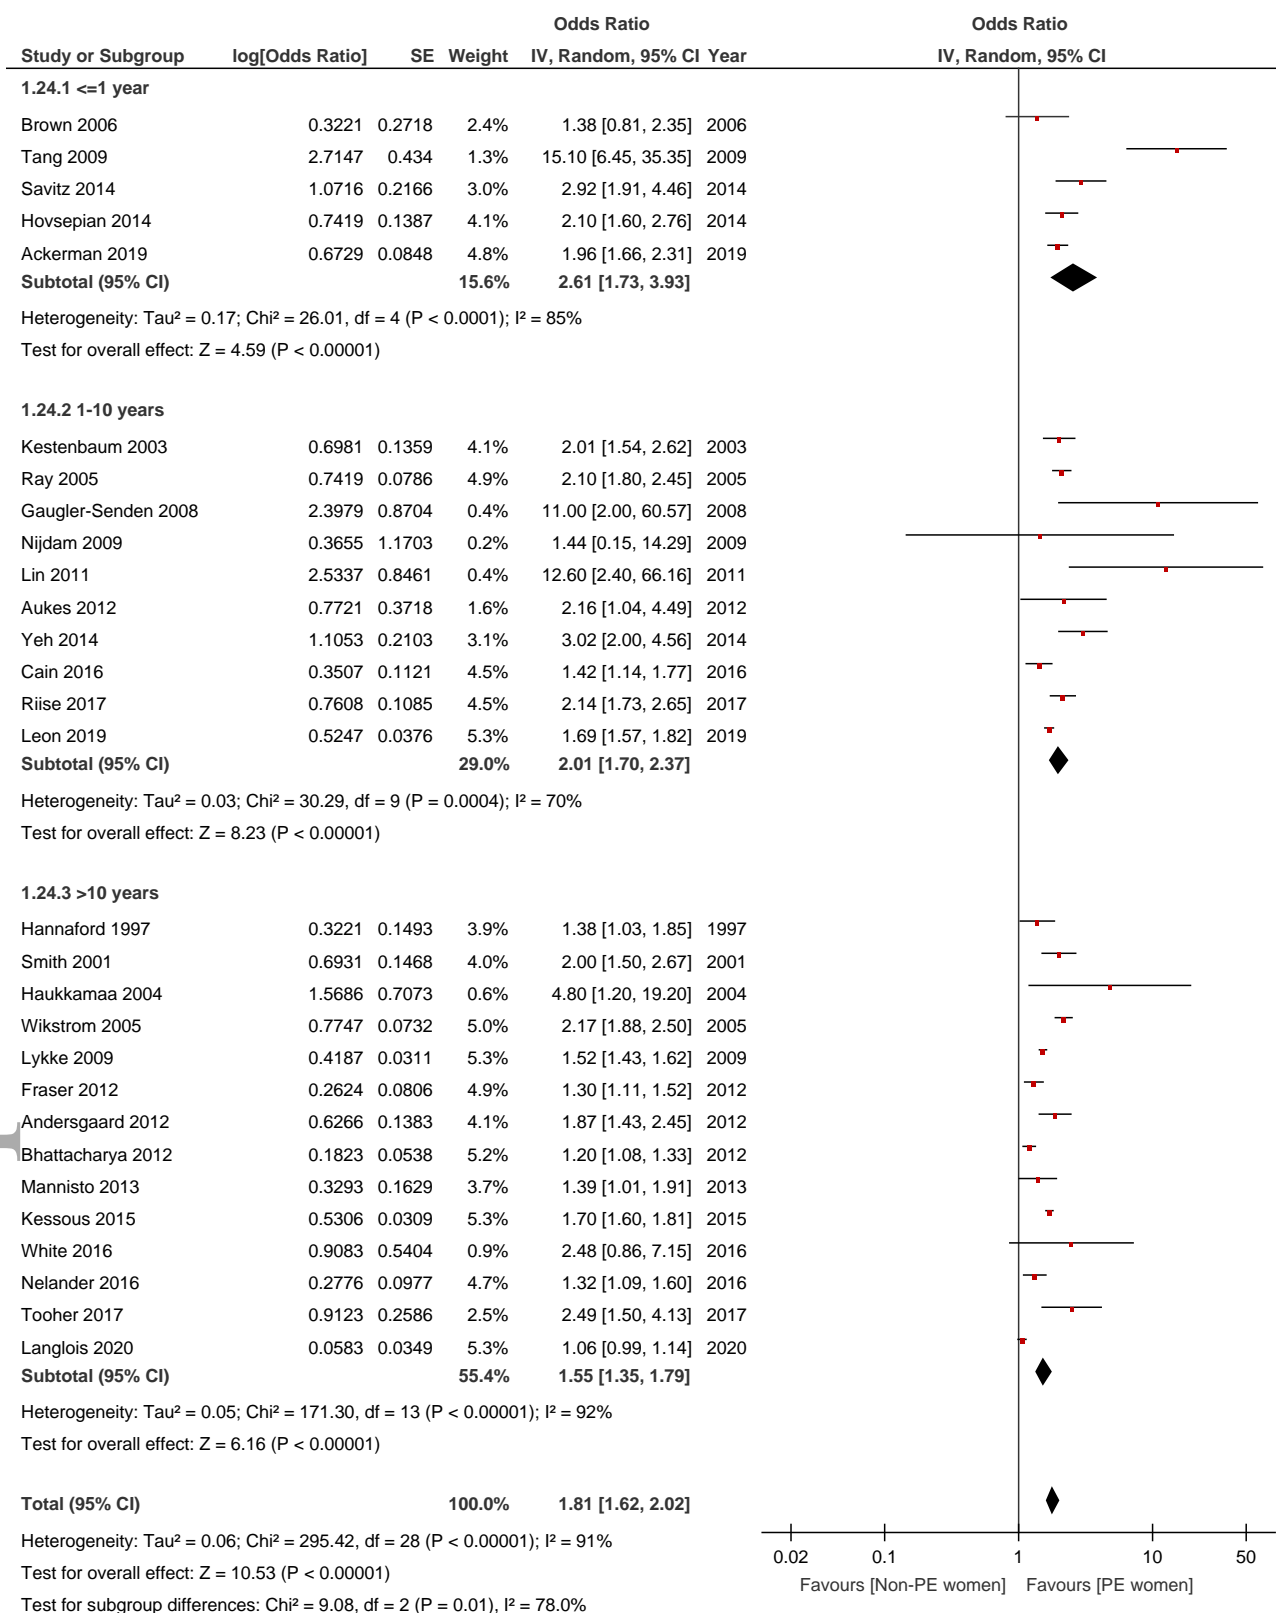 Odds Ratio Odds Ratio
Study or Subgroup log[Odds Ratio] SE Weight IV, Random, 95% CI Year IV, Random, 95% CI
1.24.1 <=1 year
Brown 2006 0.3221 0.2718 2.4% 1.38 [0.81, 2.35] 2006
Tang 2009 2.7147 0.434 1.3% 15.10 [6.45, 35.35] 2009
Savitz 2014 1.0716 0.2166 3.0% 2.92 [1.91, 4.46] 2014
Hovsepian 2014 0.7419 0.1387 4.1% 2.10 [1.60, 2.76] 2014
Ackerman 2019 0.6729 0.0848 4.8% 1.96 [1.66, 2.31] 2019
Subtotal (95% CI) 15.6% 2.61 [1.73, 3.93]
Heterogeneity: Tau² = 0.17; Chi² = 26.01, df = 4 (P < 0.0001); I² = 85%
Test for overall effect: Z = 4.59 (P < 0.00001)
1.24.2 1-10 years
Kestenbaum 2003 0.6981 0.1359 4.1% 2.01 [1.54, 2.62] 2003
Ray 2005 0.7419 0.0786 4.9% 2.10 [1.80, 2.45] 2005
Gaugler-Senden 2008 2.3979 0.8704 0.4% 11.00 [2.00, 60.57] 2008
Nijdam 2009 0.3655 1.1703 0.2% 1.44 [0.15, 14.29] 2009
Lin 2011 2.5337 0.8461 0.4% 12.60 [2.40, 66.16] 2011
Aukes 2012 0.7721 0.3718 1.6% 2.16 [1.04, 4.49] 2012
Yeh 2014 1.1053 0.2103 3.1% 3.02 [2.00, 4.56] 2014
Cain 2016 0.3507 0.1121 4.5% 1.42 [1.14, 1.77] 2016
Riise 2017 0.7608 0.1085 4.5% 2.14 [1.73, 2.65] 2017
Leon 2019 0.5247 0.0376 5.3% 1.69 [1.57, 1.82] 2019
Subtotal (95% CI) 29.0% 2.01 [1.70, 2.37]
Heterogeneity: Tau² = 0.03; Chi² = 30.29, df = 9 (P = 0.0004); I² = 70%
Test for overall effect: Z = 8.23 (P < 0.00001)
1.24.3 >10 years
Hannaford 1997 0.3221 0.1493 3.9% 1.38 [1.03, 1.85] 1997
Smith 2001 0.6931 0.1468 4.0% 2.00 [1.50, 2.67] 2001
Haukkamaa 2004 1.5686 0.7073 0.6% 4.80 [1.20, 19.20] 2004
Wikstrom 2005 0.7747 0.0732 5.0% 2.17 [1.88, 2.50] 2005
Lykke 2009 0.4187 0.0311 5.3% 1.52 [1.43, 1.62] 2009
Fraser 2012 0.2624 0.0806 4.9% 1.30 [1.11, 1.52] 2012
Andersgaard 2012 0.6266 0.1383 4.1% 1.87 [1.43, 2.45] 2012
Bhattacharya 2012 0.1823 0.0538 5.2% 1.20 [1.08, 1.33] 2012
Mannisto 2013 0.3293 0.1629 3.7% 1.39 [1.01, 1.91] 2013
Kessous 2015 0.5306 0.0309 5.3% 1.70 [1.60, 1.81] 2015
White 2016 0.9083 0.5404 0.9% 2.48 [0.86, 7.15] 2016
Nelander 2016 0.2776 0.0977 4.7% 1.32 [1.09, 1.60] 2016
Tooher 2017 0.9123 0.2586 2.5% 2.49 [1.50, 4.13] 2017
Langlois 2020 0.0583 0.0349 5.3% 1.06 [0.99, 1.14] 2020
Subtotal (95% CI) 55.4% 1.55 [1.35, 1.79]
Heterogeneity: Tau² = 0.05; Chi² = 171.30, df = 13 (P < 0.00001); I² = 92%
Test for overall effect: Z = 6.16 (P < 0.00001)
Total (95% CI) 100.0% 1.81 [1.62, 2.02]
Heterogeneity: Tau² = 0.06; Chi² = 295.42, df = 28 (P < 0.00001); I² = 91%
0.02 0.1 1 10 50
Test for overall effect: Z = 10.53 (P < 0.00001)
Favours [Non-PE women] Favours [PE women]
Test for subgroup differences: Chi² = 9.08, df = 2 (P = 0.01), I² = 78.0%